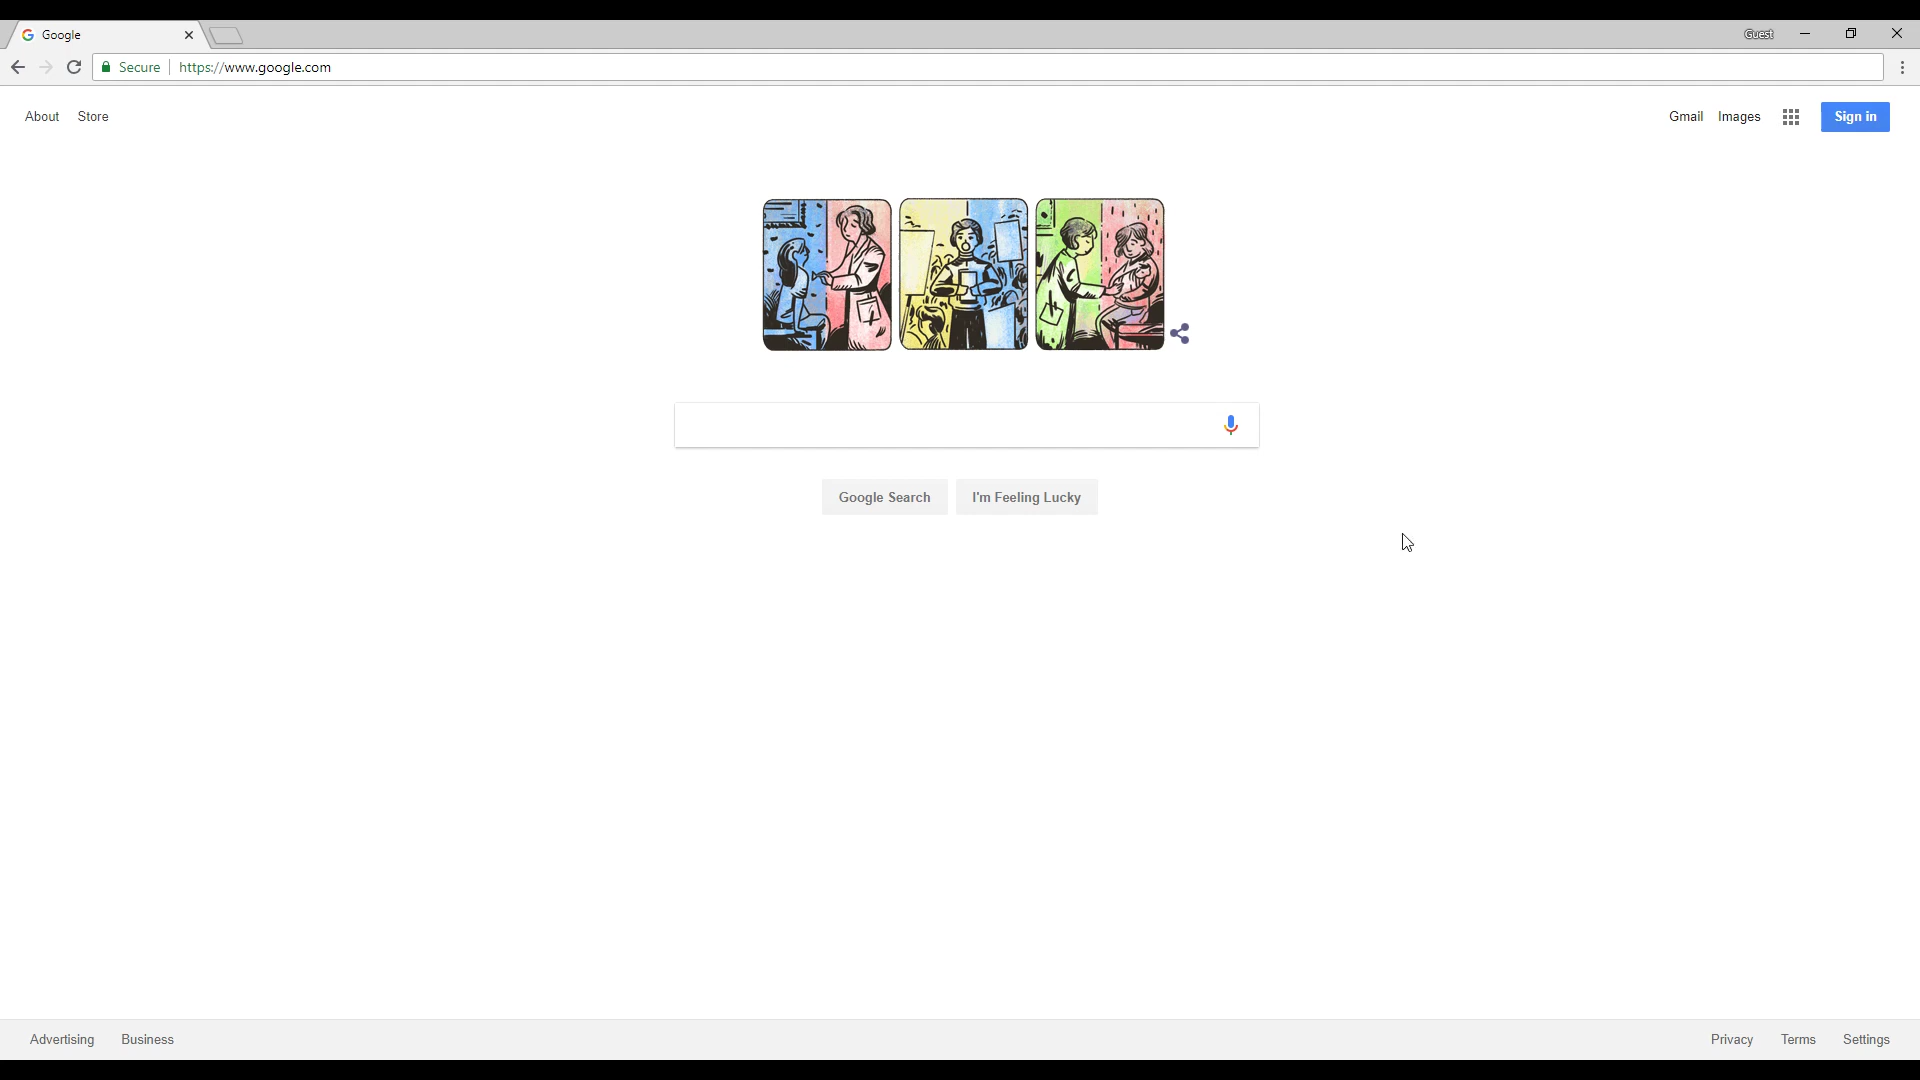 Google
Guest
Secure https://www.google.com
About Store
Gmail Images Sign in
Google Search I'm Feeling Lucky
Advertising Business
Privacy Terms Settings